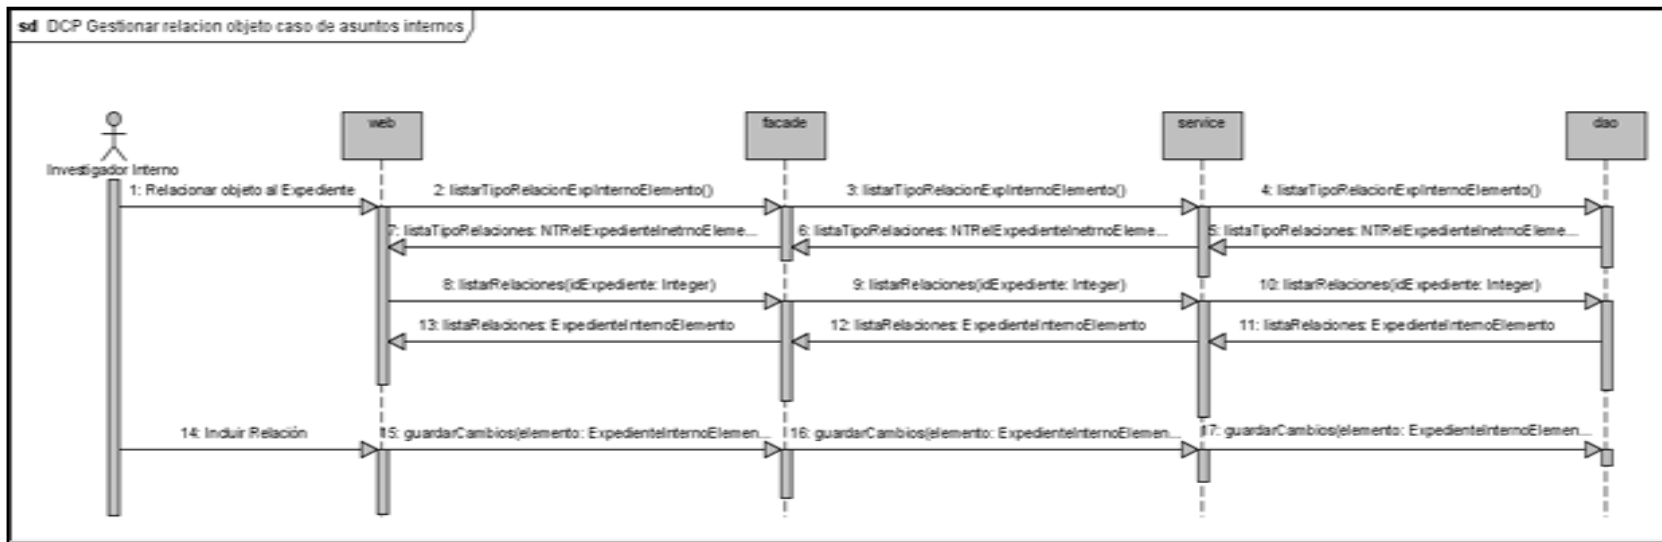 sd DCP Gestionar relacion objeto caso de asuntos internos
web
facade
service
dao
Investigador Interno
1: Relacionar objeto al Expediente
2: listarTipoRelacionExpInternoElemento()
3: listarTipoRelacionExpInternoElemento()
4: listarTipoRelacionExpInternoElemento()
7: listaTipoRelaciones: NTRelExpedienteInetrnoEleme...
6: listaTipoRelaciones: NTRelExpedienteInetrnoEleme...
5: listaTipoRelaciones: NTRelExpedienteInetrnoEleme...
8: listarRelaciones(idExpediente: Integer)
9: listarRelaciones(idExpediente: Integer)
10: listarRelaciones(idExpediente: Integer)
13: listaRelaciones: ExpedienteInternoElemento
12: listaRelaciones: ExpedienteInternoElemento
11: listaRelaciones: ExpedienteInternoElemento
14: Incluir Relación
15: guardarCambios(elemento: ExpedienteInternoElemen...
16: guardarCambios(elemento: ExpedienteInternoElemen...
17: guardarCambios(elemento: ExpedienteInternoElemen...